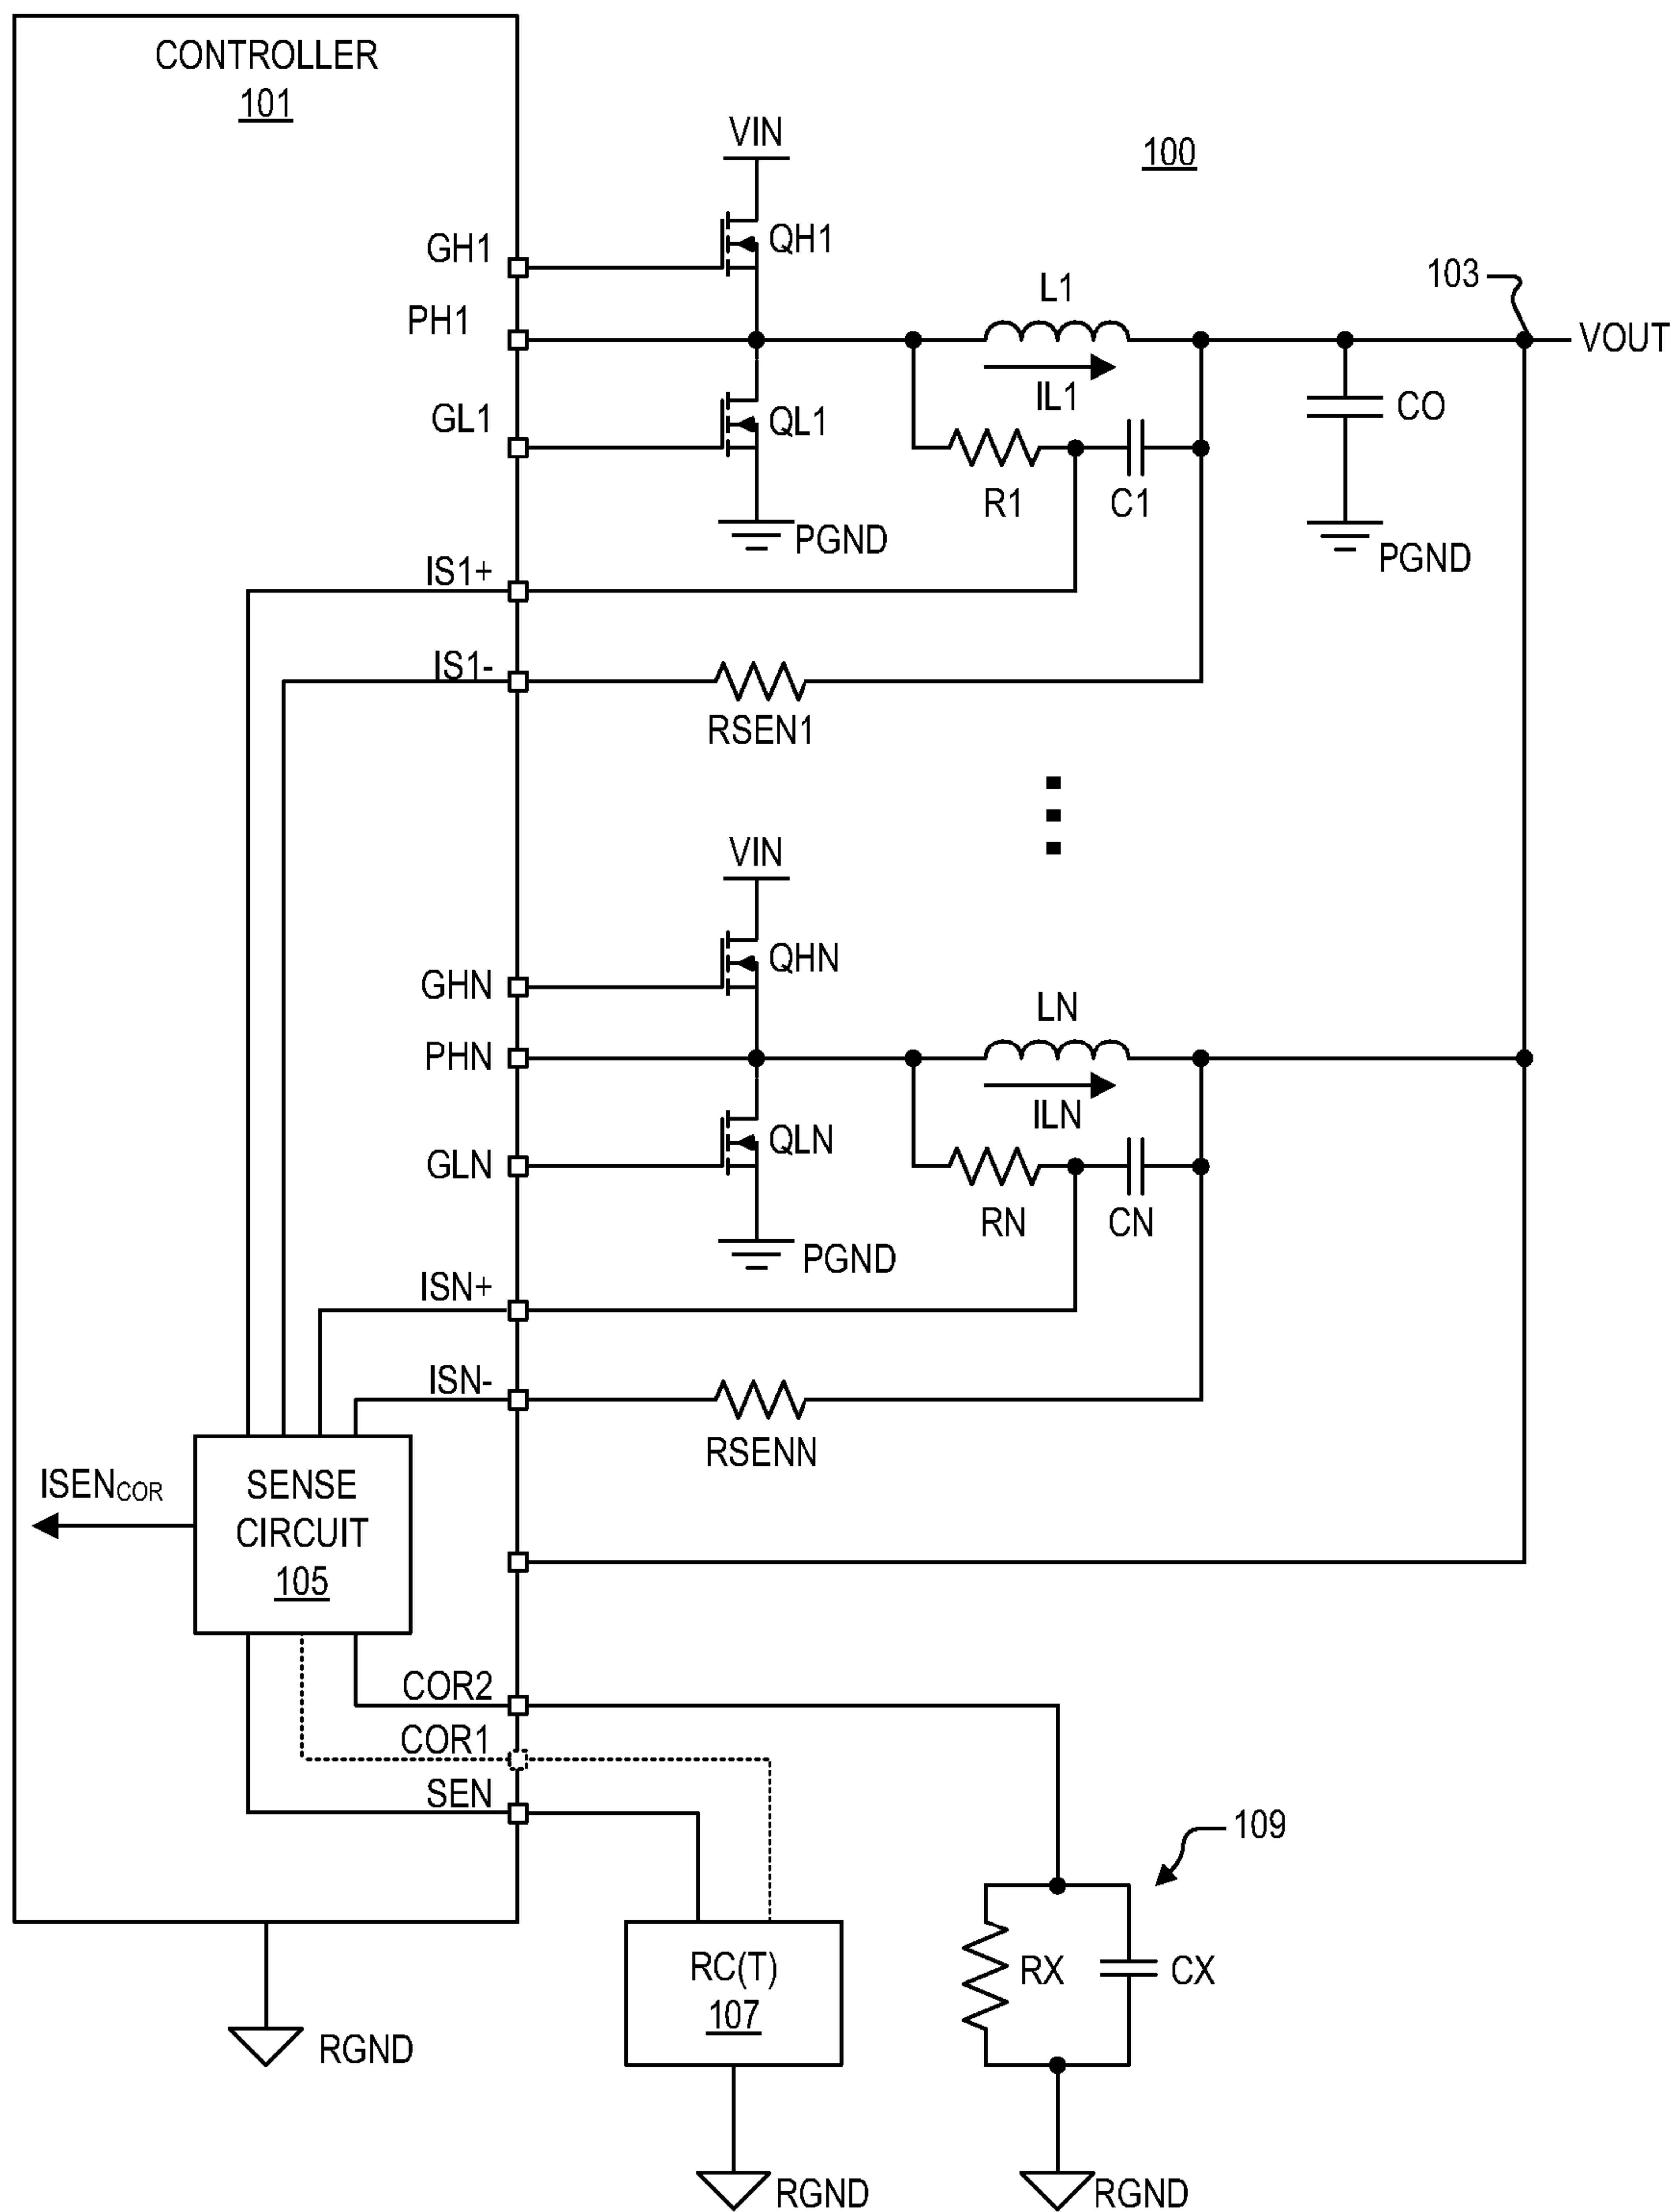 CONTROLLER
101
VIN
100
GH1
QH1
103
L1
PH1
VOUT
IL1
GL1
QL1
CO
R1
C1
PGND
PGND
IS1+
IS1-
RSEN1
VIN
QHN
GHN
LN
PHN
ILN
QLN
GLN
RN
CN
PGND
ISN+
ISN-
RSENN
ISENCOR
SENSE
CIRCUIT
105
COR2
COR1
SEN
109
RC(T)
107
RX
CX
RGND
RGND
RGND